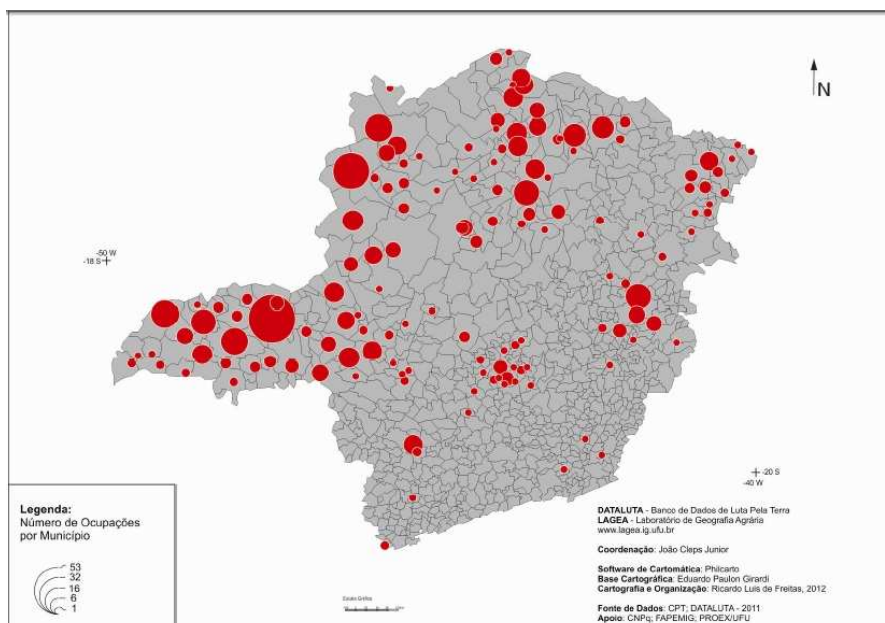 N
-50 W
-18 S
-20 S
-40 W
Legenda:
Número de Ocupações
por Município
53
32
16
6
1
Escala Gráfica
DATALUTA - Banco de Dados de Luta Pela Terra
LAGEA - Laboratório de Geografia Agrária
www.lagea.ig.ufu.br
Coordenação: João Cleps Junior
Software de Cartomática: Philcarto
Base Cartográfica: Eduardo Paulon Girardi
Cartografia e Organização: Ricardo Luis de Freitas, 2012
Fonte de Dados: CPT; DATALUTA - 2011
Apoio: CNPq; FAPEMIG; PROEX/UFU